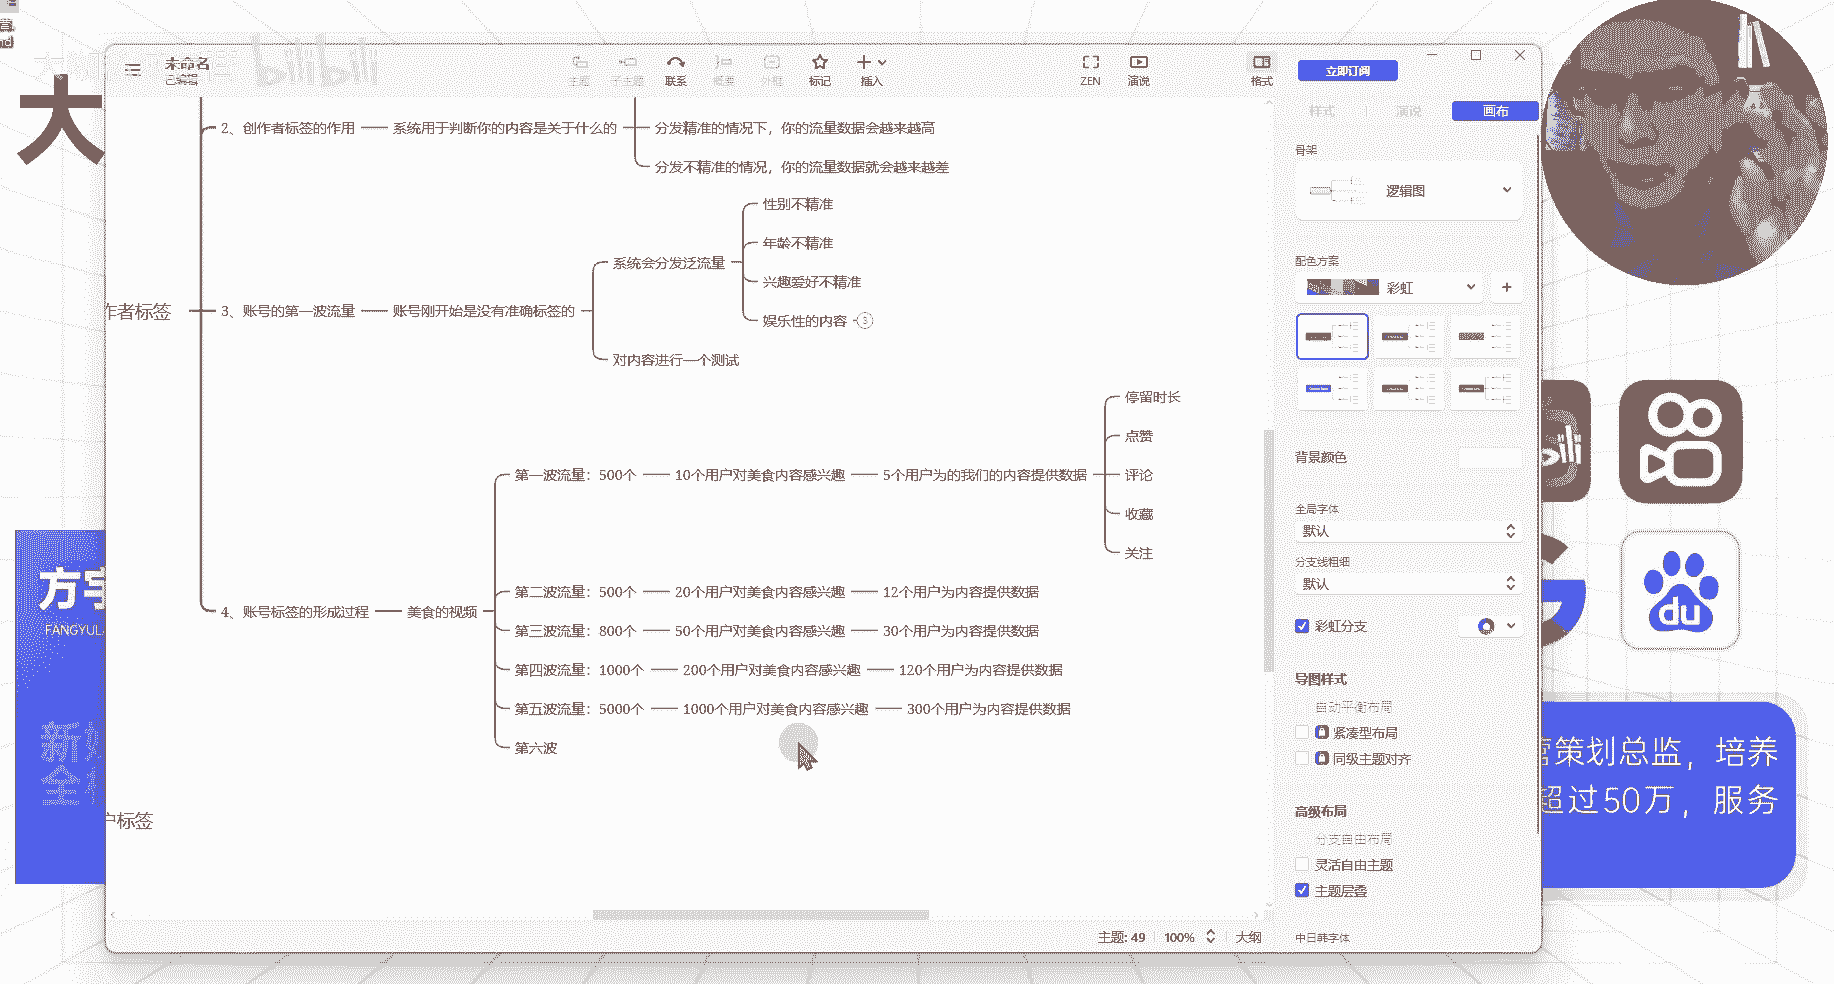 未命名
已编辑
bilibili
主题
子主题
联系
概要
外框
标记
插入
ZEN
演说
格式
立即订阅
样式
演说
画布
大
2、创作者标签的作用
系统用于判断你的内容是关于什么的
分发精准的情况下，你的流量数据会越来越高
分发不精准的情况，你的流量数据就会越来越差
作者标签
3、账号的第一波流量
账号刚开始是没有准确标签的
系统会分发泛流量
性别不精准
年龄不精准
兴趣爱好不精准
娱乐性的内容
3
对内容进行一个测试
4、账号标签的形成过程
美食的视频
第一波流量：500个
10个用户对美食内容感兴趣
5个用户为的我们的内容提供数据
停留时长
点赞
评论
收藏
关注
第二波流量：500个
20个用户对美食内容感兴趣
12个用户为内容提供数据
第三波流量：800个
50个用户对美食内容感兴趣
30个用户为内容提供数据
第四波流量：1000个
200个用户对美食内容感兴趣
120个用户为内容提供数据
第五波流量：5000个
1000个用户对美食内容感兴趣
300个用户为内容提供数据
第六波
户标签
骨架
逻辑图
配色方案
彩虹
背景颜色
全局字体
默认
分支线粗细
默认
彩虹分支
导图样式
自动平衡布局
紧凑型布局
同级主题对齐
高级布局
分支自由布局
灵活自由主题
主题层叠
中日韩字体
主题: 49
100%
大纲
方宇
FANGYU
新
全
du
营策划总监，培养
超过50万，服务